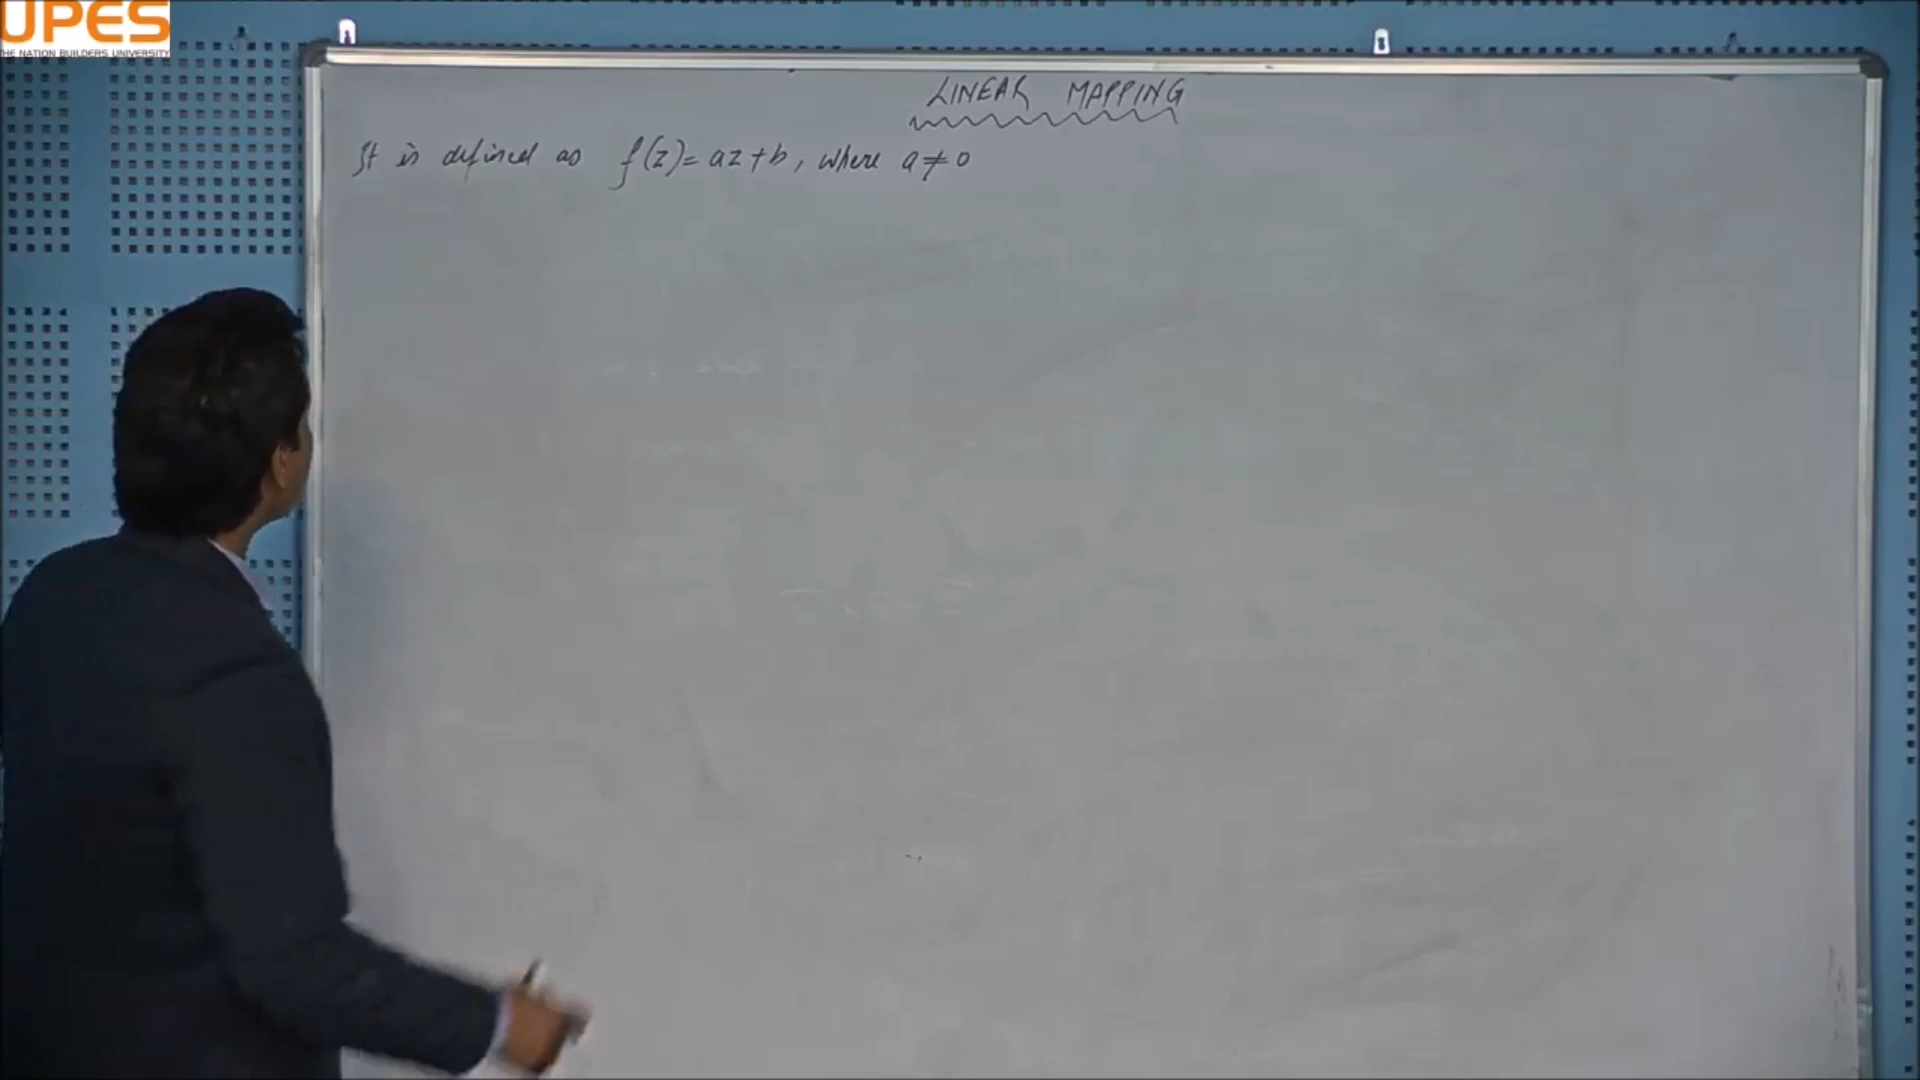 UPES
THE NATION BUILDERS UNIVERSITY
LINEAR MAPPING
It is defined as f(z)= az+b, where a≠0